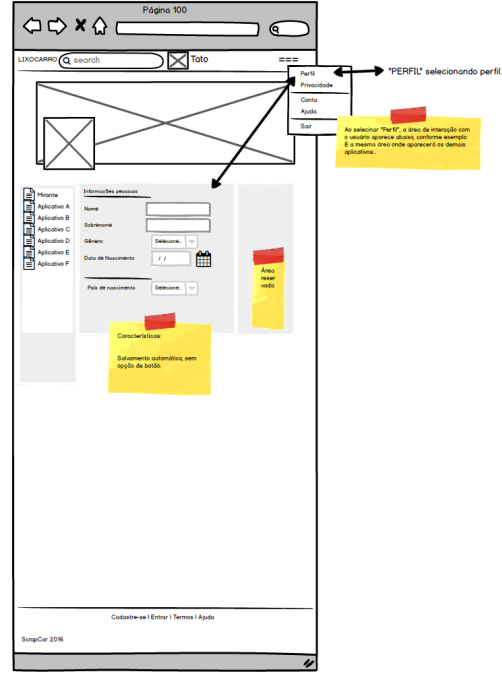 Página 100
LIXOCARRO
search
Tato
Perfil
Privacidade
Conta
Ajuda
Sair
"PERFIL" selecionando perfil.
Ao selecinar "Perfil", a área de interação com
o usuário aparece abaixo, conforme exemplo.
É a mesma área onde aparecerá os demais
aplicativos..
Mirante
Aplicativo A
Aplicativo B
Aplicativo C
Aplicativo D
Aplicativo E
Aplicativo F
Informações pessoais
Nome
Sobrenome
Gênero:
Selecione..
Data de Nascimento
/ /
País de nascimento
Selecione..
Área
reser
vada
Características:
Salvamento automático, sem
opção de botão.
Cadastre-se | Entrar | Termos | Ajuda
ScrapCar 2016